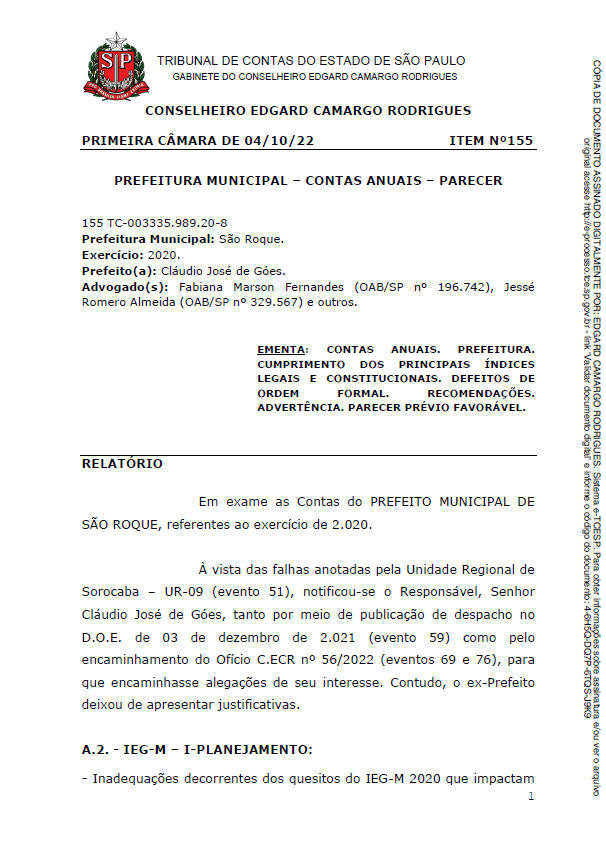 TRIBUNAL DE CONTAS DO ESTADO DE SÃO PAULO
GABINETE DO CONSELHEIRO EDGARD CAMARGO RODRIGUES
CONSELHEIRO EDGARD CAMARGO RODRIGUES
PRIMEIRA CÂMARA DE 04/10/22 ITEM Nº155
PREFEITURA MUNICIPAL – CONTAS ANUAIS – PARECER
155 TC-003335.989.20-8
Prefeitura Municipal: São Roque.
Exercício: 2020.
Prefeito(a): Cláudio José de Góes.
Advogado(s): Fabiana Marson Fernandes (OAB/SP nº 196.742), Jessé
Romero Almeida (OAB/SP nº 329.567) e outros.
EMENTA: CONTAS ANUAIS. PREFEITURA.
CUMPRIMENTO DOS PRINCIPAIS ÍNDICES
LEGAIS E CONSTITUCIONAIS. DEFEITOS DE
ORDEM FORMAL. RECOMENDAÇÕES.
ADVERTÊNCIA. PARECER PRÉVIO FAVORÁVEL.
RELATÓRIO
Em exame as Contas do PREFEITO MUNICIPAL DE
SÃO ROQUE, referentes ao exercício de 2.020.
À vista das falhas anotadas pela Unidade Regional de
Sorocaba – UR-09 (evento 51), notificou-se o Responsável, Senhor
Cláudio José de Góes, tanto por meio de publicação de despacho no
D.O.E. de 03 de dezembro de 2.021 (evento 59) como pelo
encaminhamento do Ofício C.ECR nº 56/2022 (eventos 69 e 76), para
que encaminhasse alegações de seu interesse. Contudo, o ex-Prefeito
deixou de apresentar justificativas.
A.2. - IEG-M – I-PLANEJAMENTO:
- Inadequações decorrentes dos quesitos do IEG-M 2020 que impactam
1
CÓPIA DE DOCUMENTO ASSINADO DIGITALMENTE POR: EDGARD CAMARGO RODRIGUES. Sistema e-TCESP. Para obter informações sobre assinatura e/ou ver o arquivo
original acesse http://e-processo.tce.sp.gov.br - link 'Validar documento digital' e informe o código do documento: 4-6H5Q-DQ7P-6TQS-J9K9